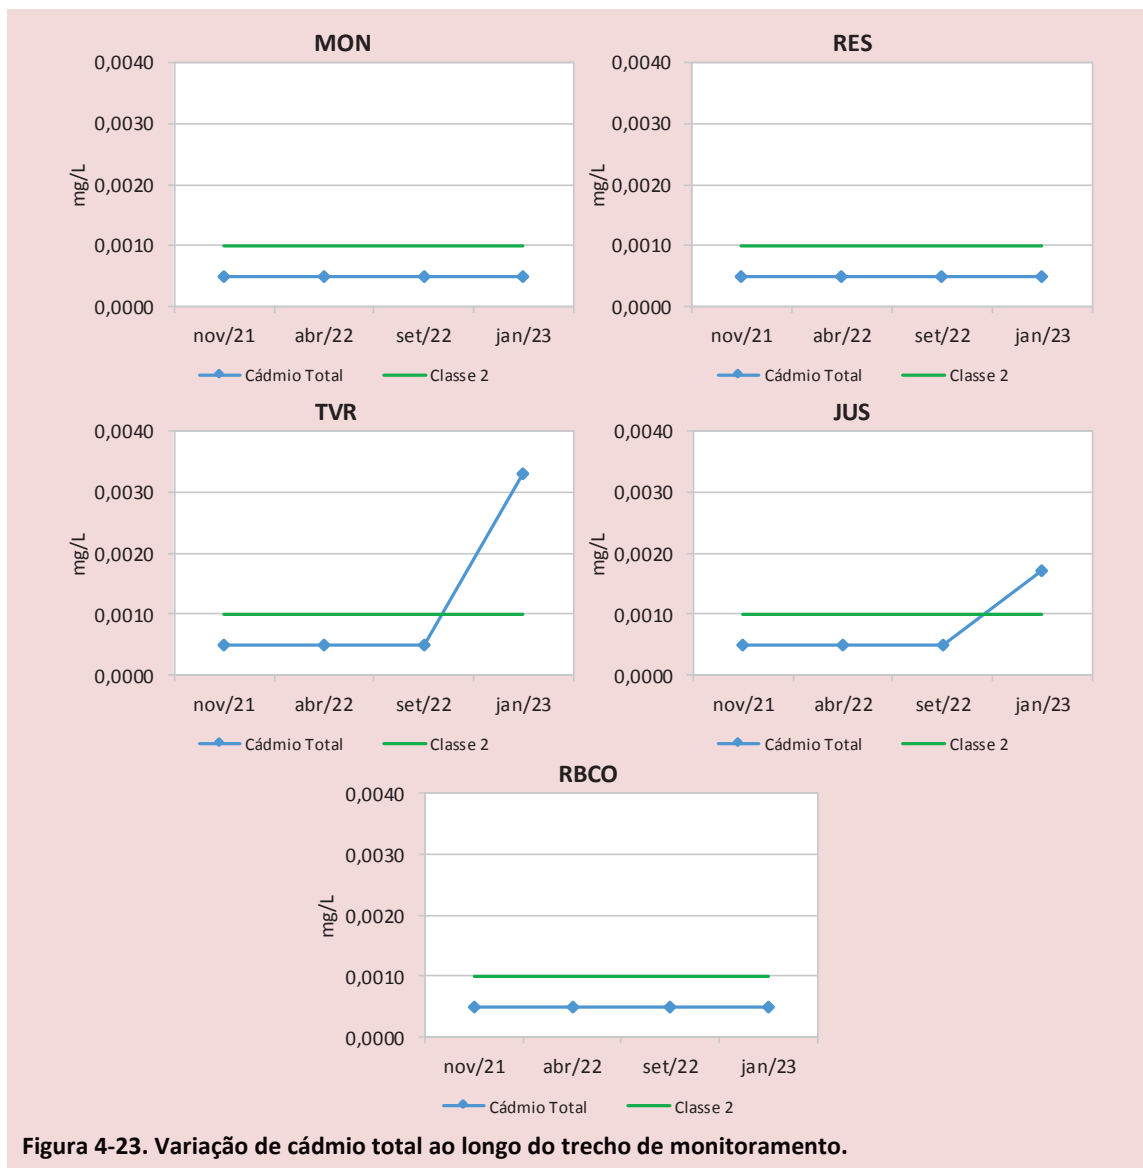 MON
0,0040
0,0030
0,0020
0,0010
0,0000
mg/L
nov/21 abr/22 set/22 jan/23
Cádmio Total Classe 2
RES
0,0040
0,0030
0,0020
0,0010
0,0000
mg/L
nov/21 abr/22 set/22 jan/23
Cádmio Total Classe 2
TVR
0,0040
0,0030
0,0020
0,0010
0,0000
mg/L
nov/21 abr/22 set/22 jan/23
Cádmio Total Classe 2
JUS
0,0040
0,0030
0,0020
0,0010
0,0000
mg/L
nov/21 abr/22 set/22 jan/23
Cádmio Total Classe 2
RBCO
0,0040
0,0030
0,0020
0,0010
0,0000
mg/L
nov/21 abr/22 set/22 jan/23
Cádmio Total Classe 2
Figura 4-23. Variação de cádmio total ao longo do trecho de monitoramento.